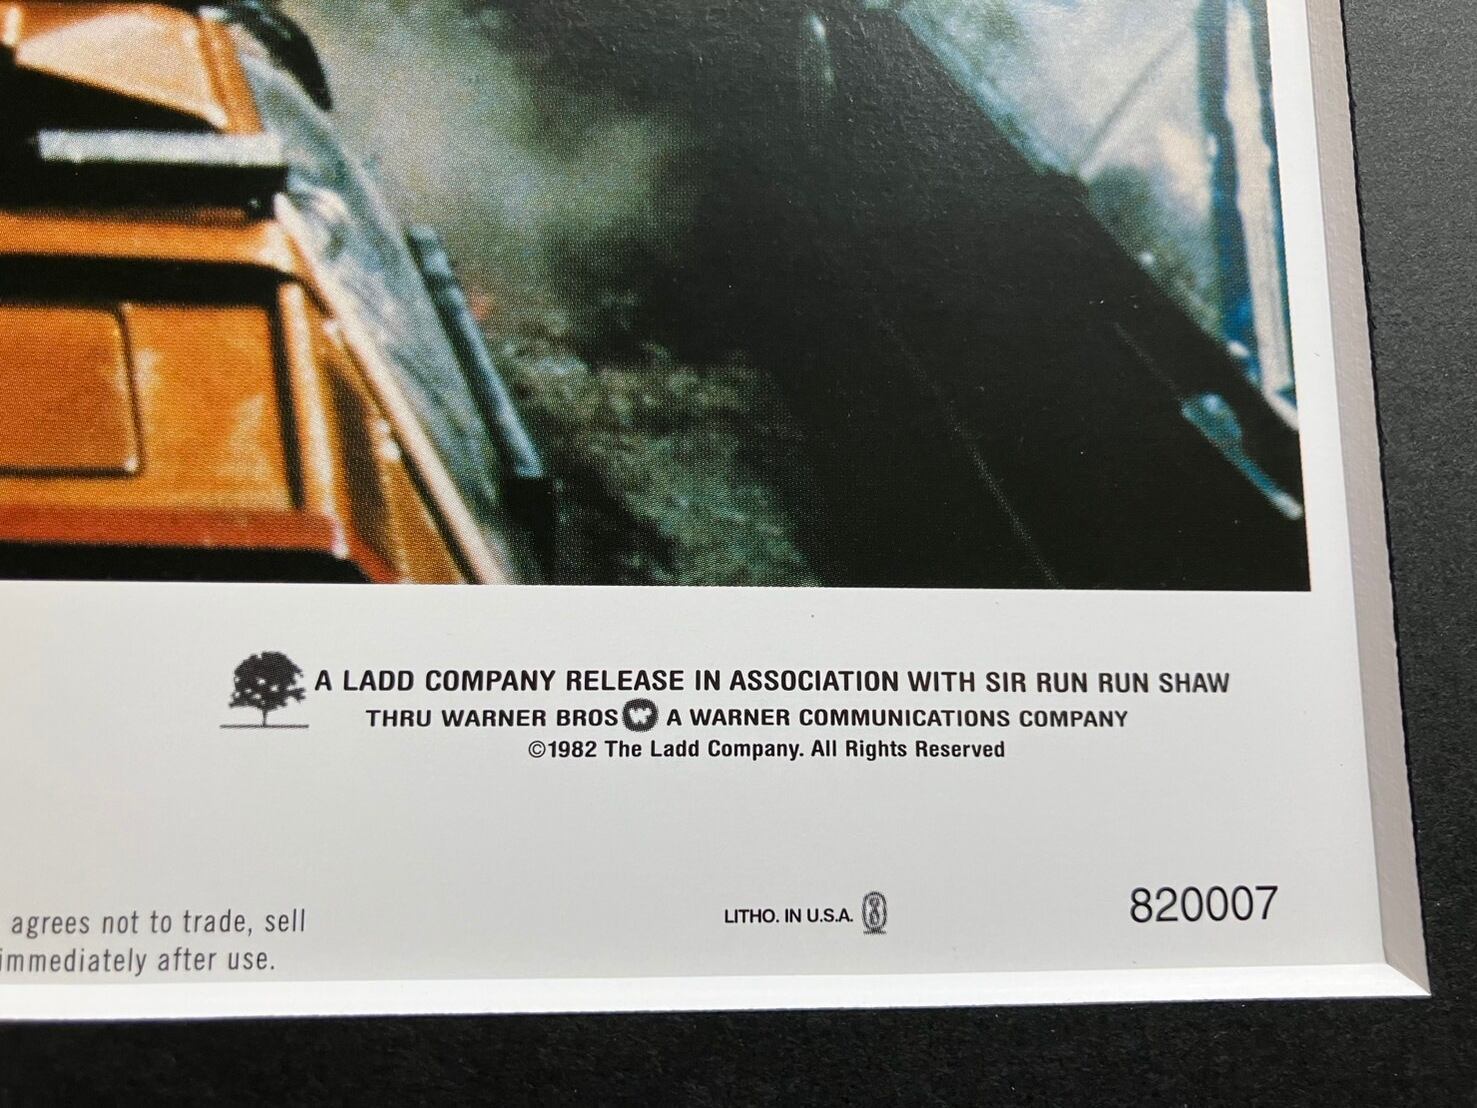 A LADD COMPANY RELEASE IN ASSOCIATION WITH SIR RUN RUN SHAW
THRU WARNER BROS W A WARNER COMMUNICATIONS COMPANY
©1982 The Ladd Company. All Rights Reserved
agrees not to trade, sell
immediately after use.
LITHO. IN U.S.A.
820007